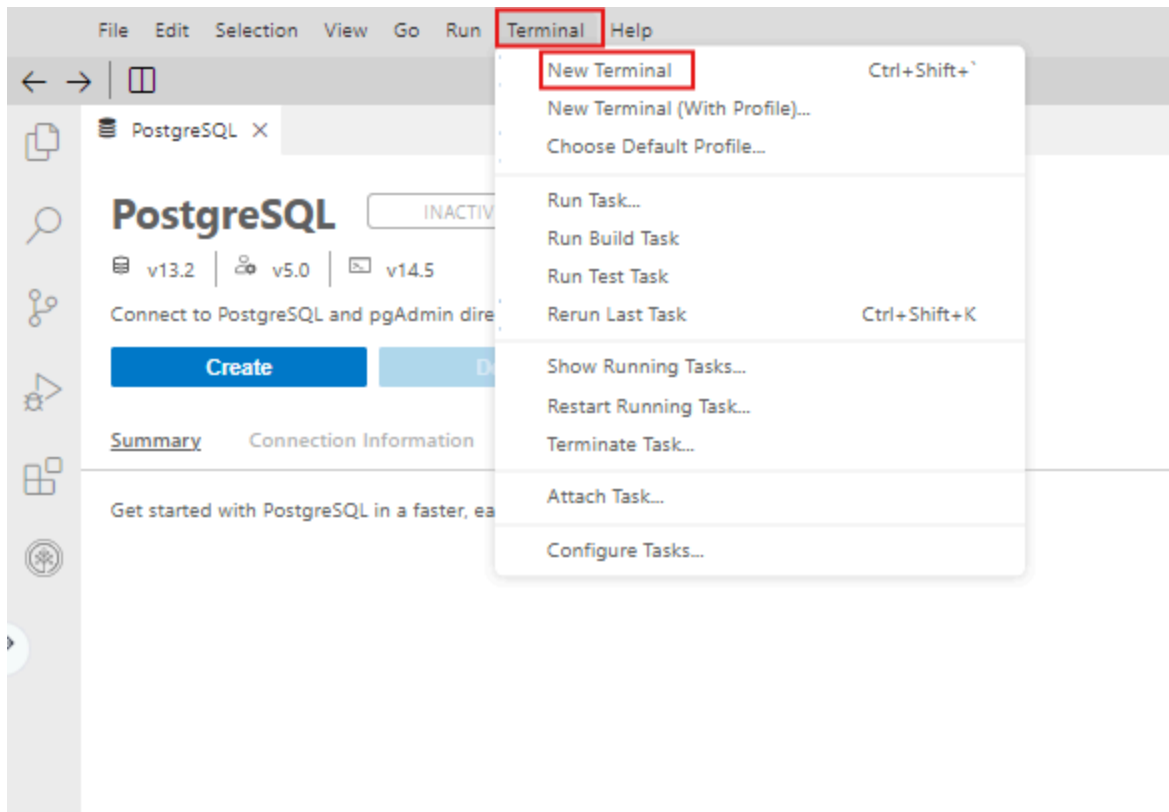 File Edit Selection View Go Run Terminal Help
New Terminal Ctrl+Shift+`
New Terminal (With Profile)...
Choose Default Profile...
PostgreSQL
PostgreSQL
Run Task...
Run Build Task
v13.2 v5.0 v14.5
Run Test Task
Connect to PostgreSQL and pgAdmin
Rerun Last Task Ctrl+Shift+K
Create
Show Running Tasks...
Restart Running Task...
Summary Connection Information
Terminate Task...
Attach Task...
Get started with PostgreSQL in a faster,
Configure Tasks...